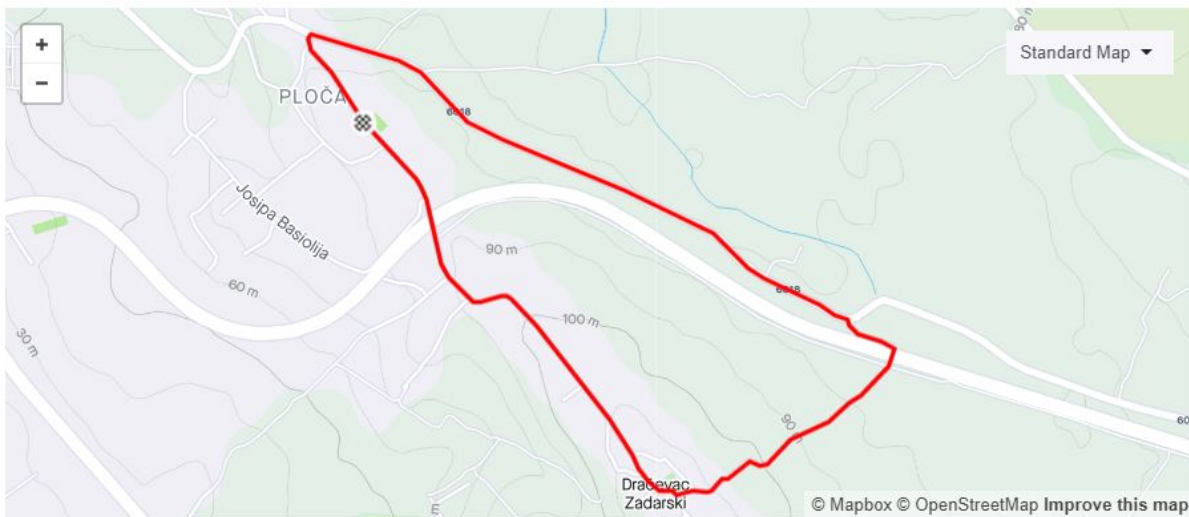 +
−
Standard Map
80 m
PLOČA
6018
Josipa Basiolija
90 m
60 m
6018
100 m
30 m
90 m
Dračevac
Zadarski
© Mapbox © OpenStreetMap Improve this map